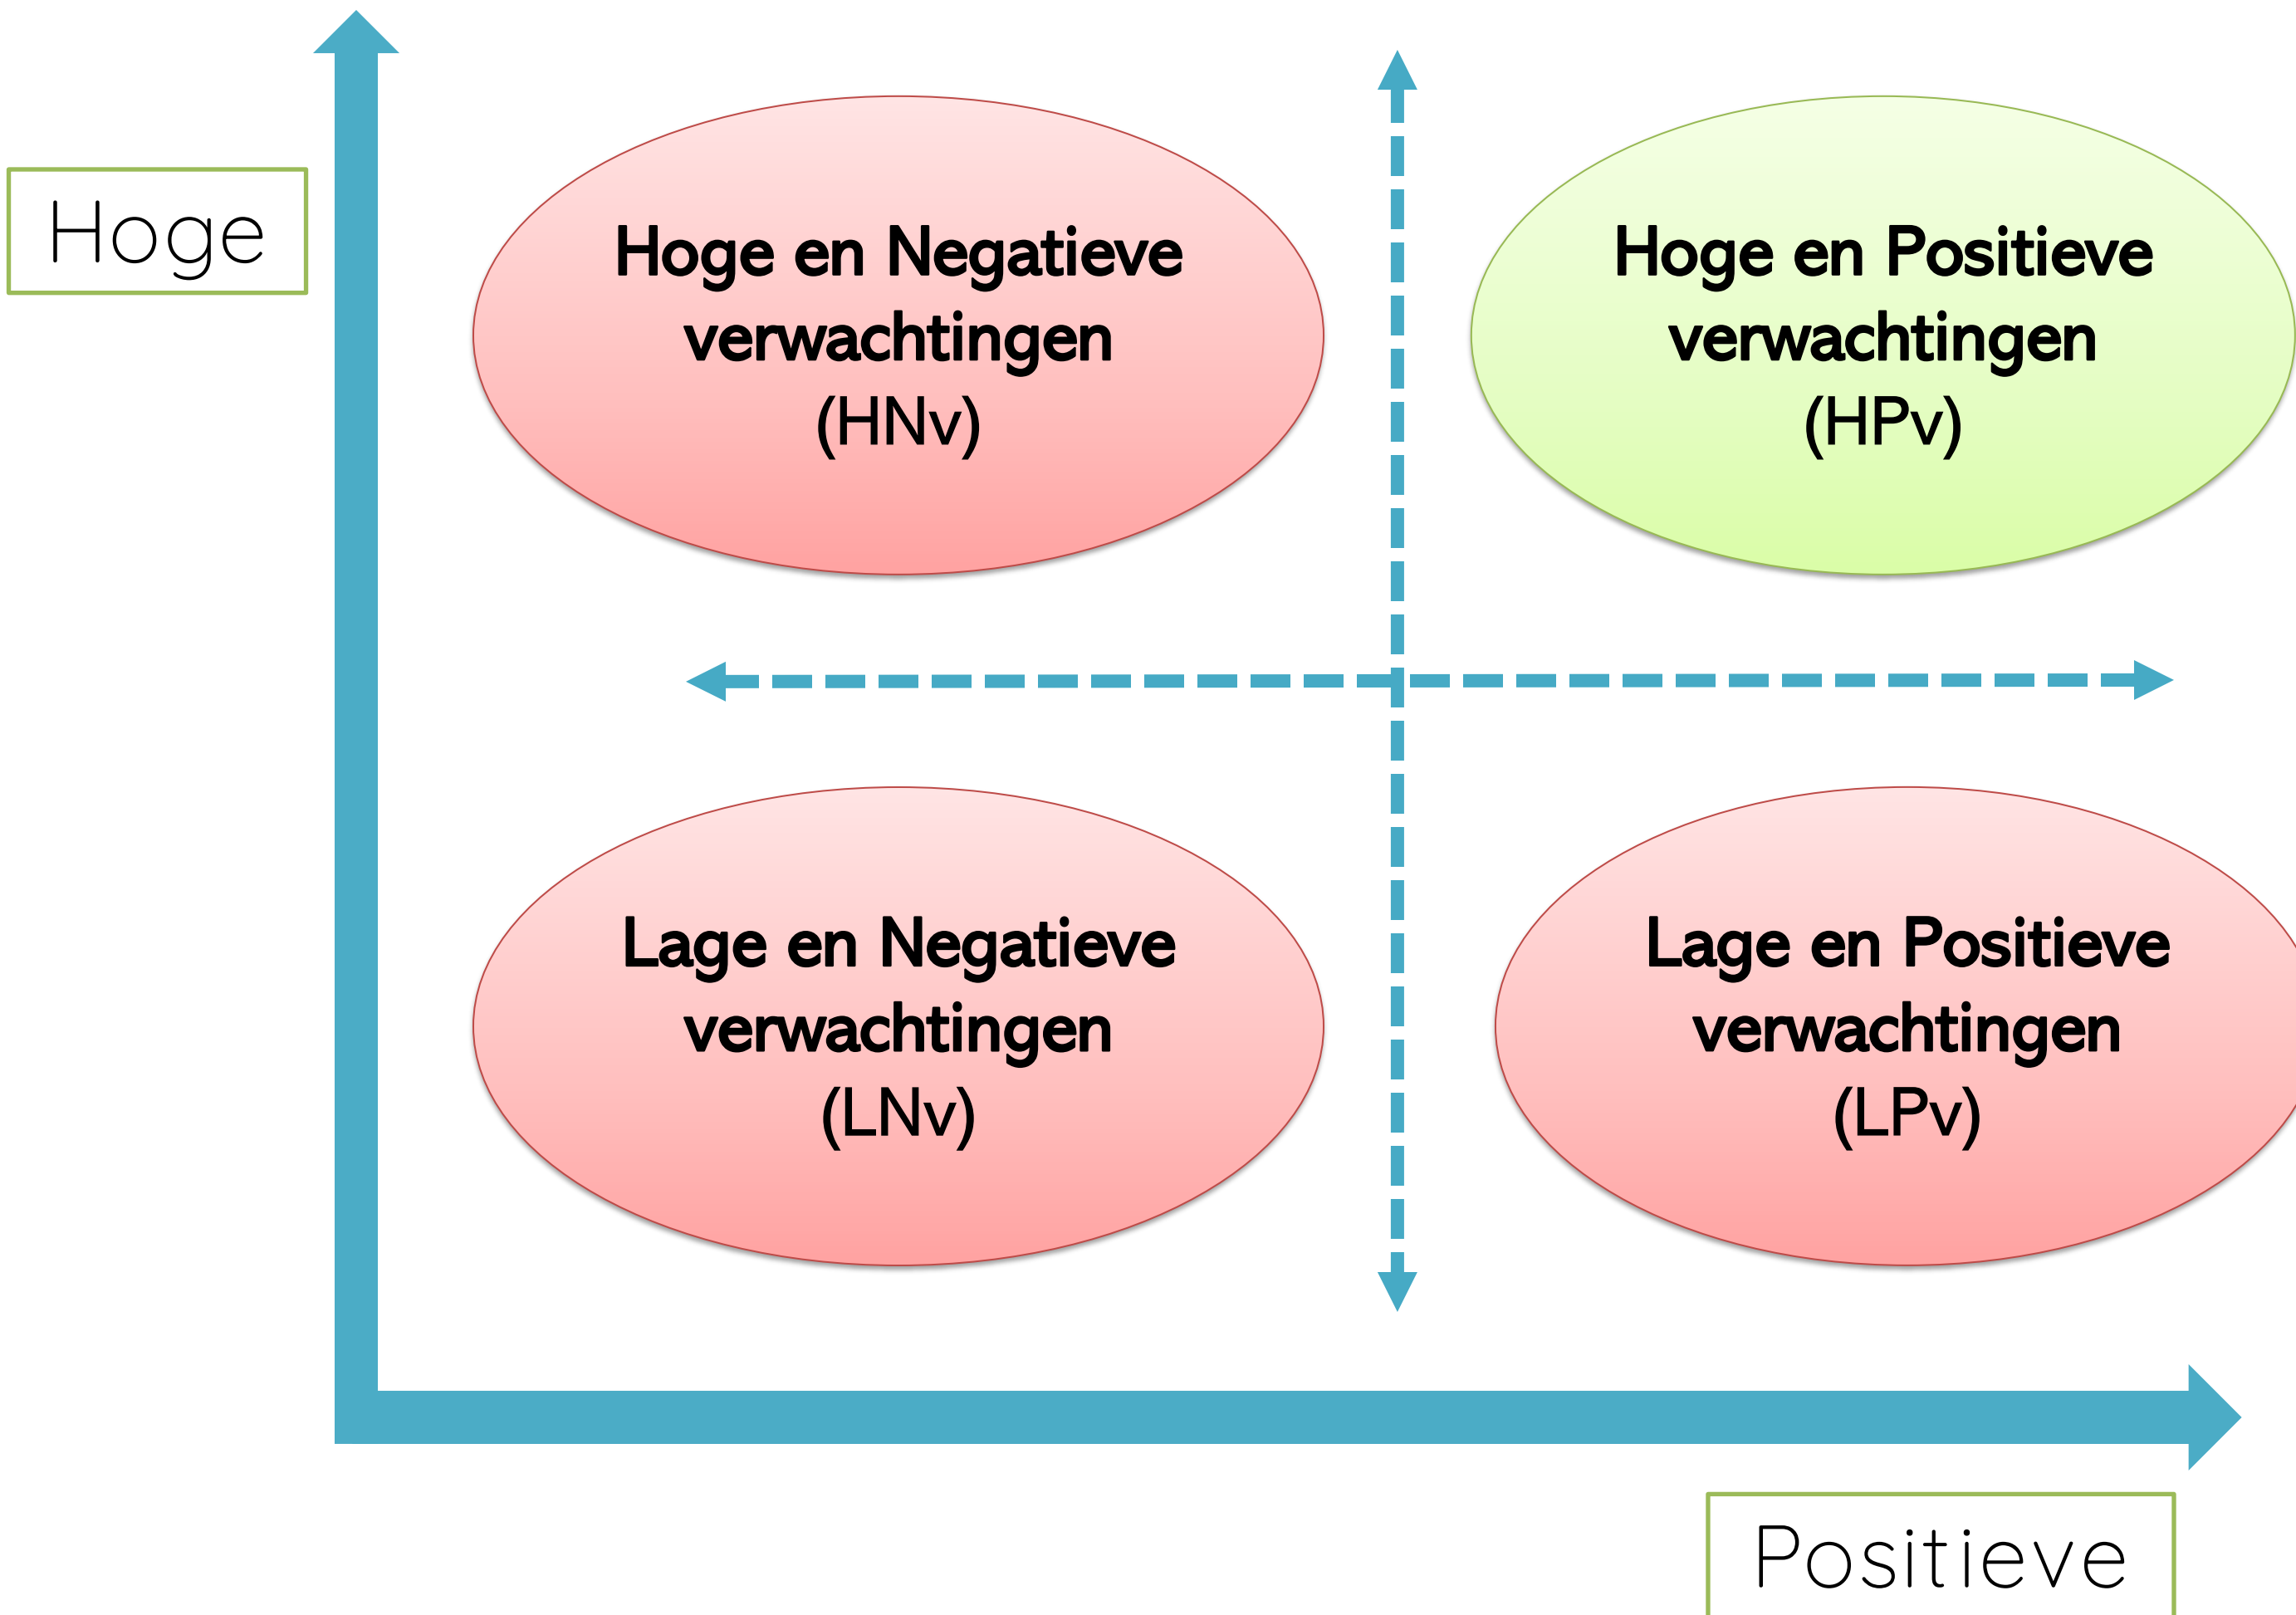 Hoge
Hoge en Negatieve
verwachtingen
(HNv)
Hoge en Positieve
verwachtingen
(HPv)
Lage en Negatieve
verwachtingen
(LNv)
Lage en Positieve
verwachtingen
(LPv)
Positieve